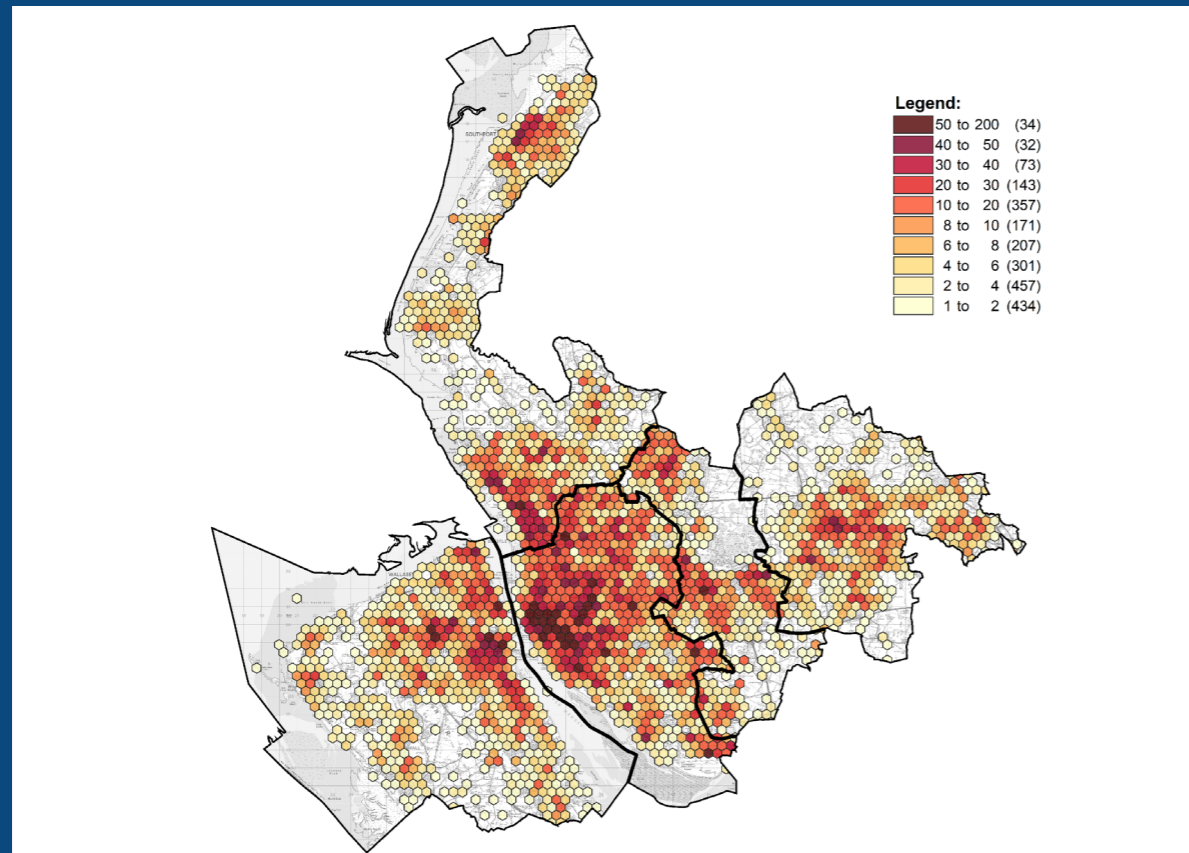 SOUTHPORT
Legend:
50 to 200 (34)
40 to 50 (32)
30 to 40 (73)
20 to 30 (143)
10 to 20 (357)
8 to 10 (171)
6 to 8 (207)
4 to 6 (301)
2 to 4 (457)
1 to 2 (434)